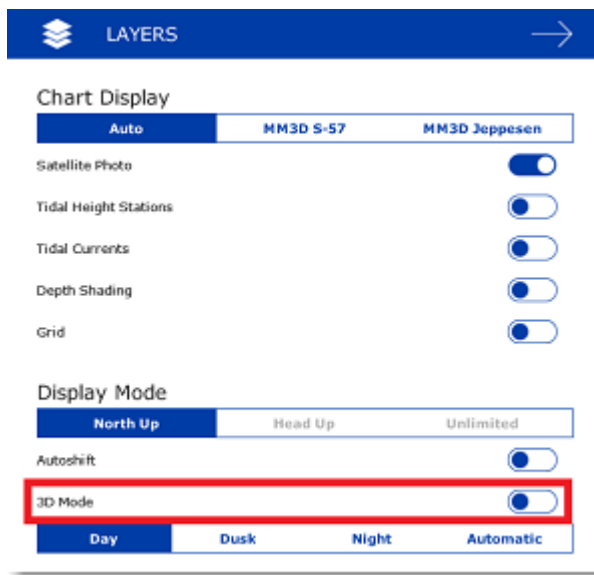 LAYERS
Chart Display
Auto MM3D S-57 MM3D Jeppesen
Satellite Photo
Tidal Height Stations
Tidal Currents
Depth Shading
Grid
Display Mode
North Up Head Up Unlimited
Autoshift
3D Mode
Day Dusk Night Automatic